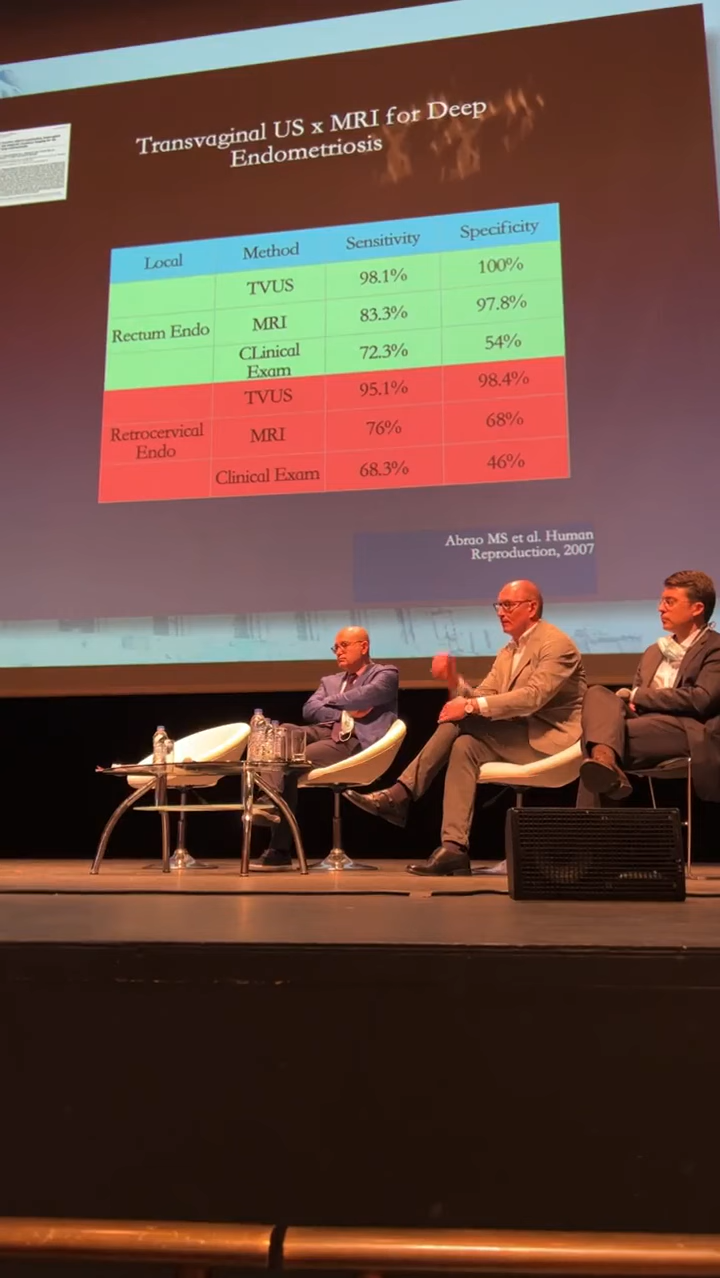 Transvaginal US x MRI for Deep
Endometriosis
Local Method Sensitivity Specificity
TVUS 98.1% 100%
Rectum Endo MRI 83.3% 97.8%
CLinical
Exam 72.3% 54%
TVUS 95.1% 98.4%
Retrocervical
Endo MRI 76% 68%
Clinical Exam 68.3% 46%
Abrao MS et al. Human
Reproduction, 2007